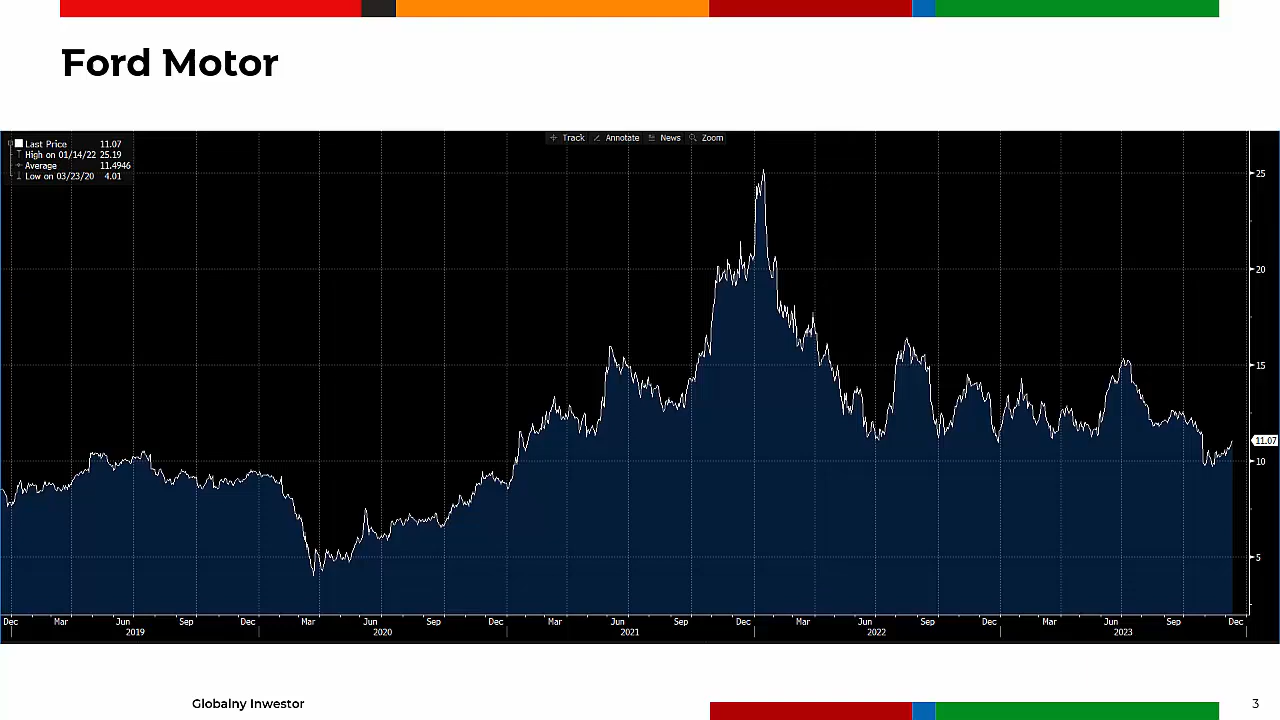 Ford Motor
Track Annotate News Zoom
Last Price 11.07
High on 01/14/22 25.19
Average 11.4946
Low on 03/23/20 4.01
25
20
15
11.07
10
5
Dec Mar Jun Sep Dec Mar Jun Sep Dec Mar Jun Sep Dec Mar Jun Sep Dec Mar Jun Sep Dec
2019 2020 2021 2022 2023
Globalny Inwestor
3